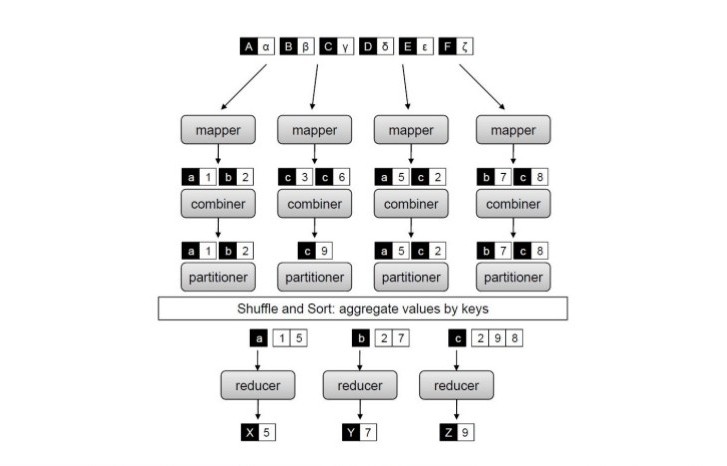 A α B β C γ D δ E ε F ζ
mapper mapper mapper mapper
a 1 b 2 c 3 c 6 a 5 c 2 b 7 c 8
combiner combiner combiner combiner
a 1 b 2 c 9 a 5 c 2 b 7 c 8
partitioner partitioner partitioner partitioner
Shuffle and Sort: aggregate values by keys
a 1 5 b 2 7 c 2 9 8
reducer reducer reducer
X 5 Y 7 Z 9